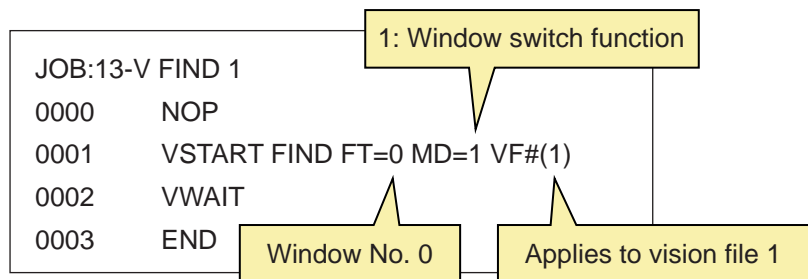 1: Window switch function
JOB:13-V FIND 1
0000 NOP
0001 VSTART FIND FT=0 MD=1 VF#(1)
0002 VWAIT
0003 END
Window No. 0
Applies to vision file 1